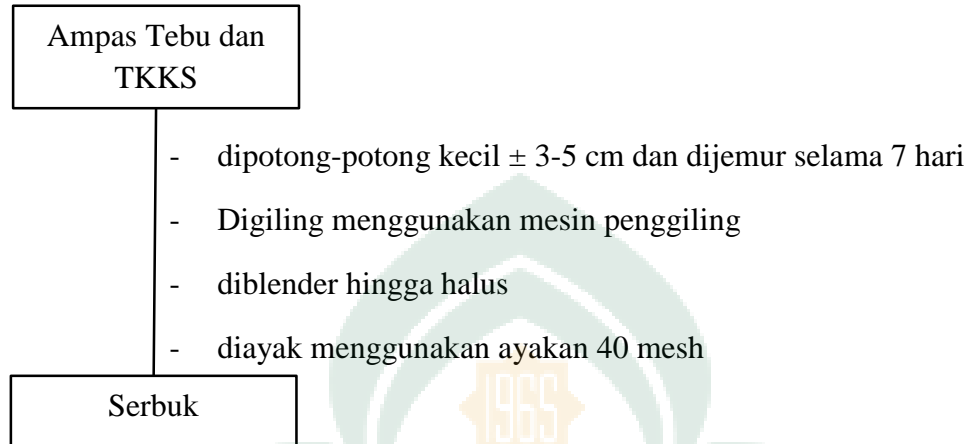 Ampas Tebu dan
TKKS
- dipotong-potong kecil ± 3-5 cm dan dijemur selama 7 hari
- Digiling menggunakan mesin penggiling
- diblender hingga halus
- diayak menggunakan ayakan 40 mesh
Serbuk
1965